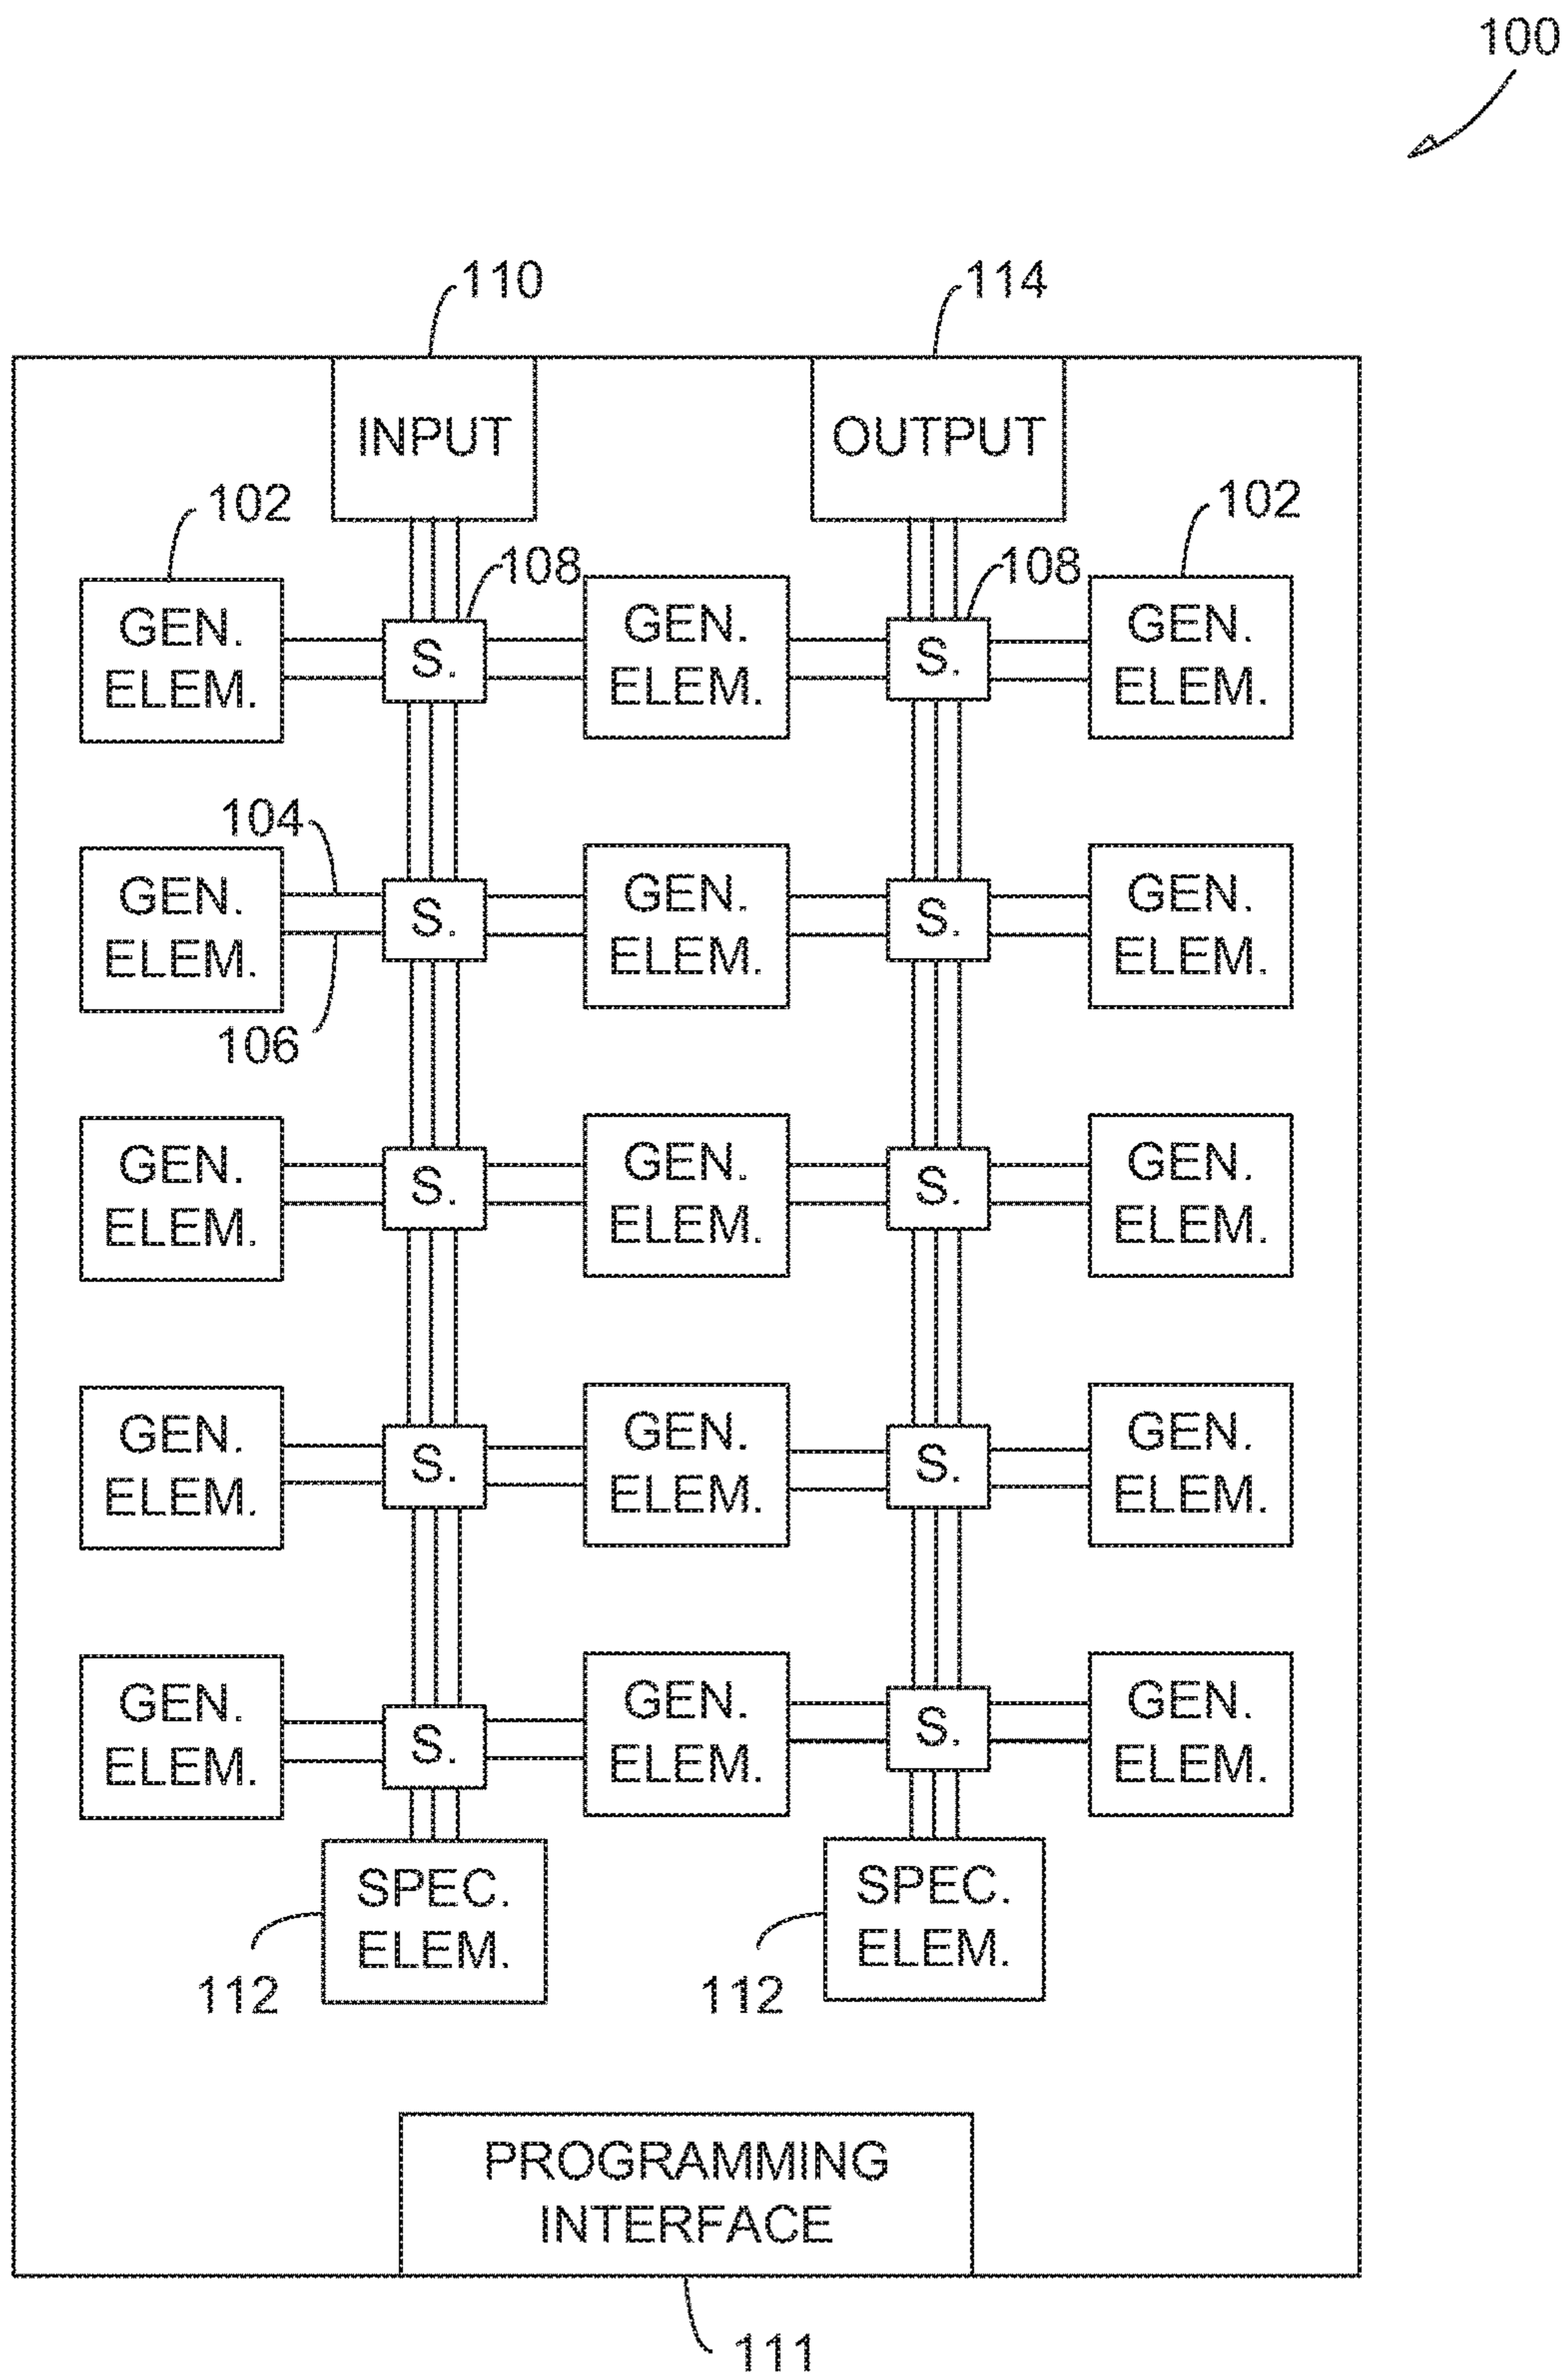 100
110
114
INPUT
OUTPUT
102
102
108
108
GEN.
ELEM.
S.
GEN.
ELEM.
S.
GEN.
ELEM.
104
GEN.
ELEM.
S.
GEN.
ELEM.
S.
GEN.
ELEM.
106
GEN.
ELEM.
S.
GEN.
ELEM.
S.
GEN.
ELEM.
GEN.
ELEM.
S.
GEN.
ELEM.
S.
GEN.
ELEM.
GEN.
ELEM.
S.
GEN.
ELEM.
S.
GEN.
ELEM.
SPEC.
ELEM.
SPEC.
ELEM.
112
112
PROGRAMMING
INTERFACE
111